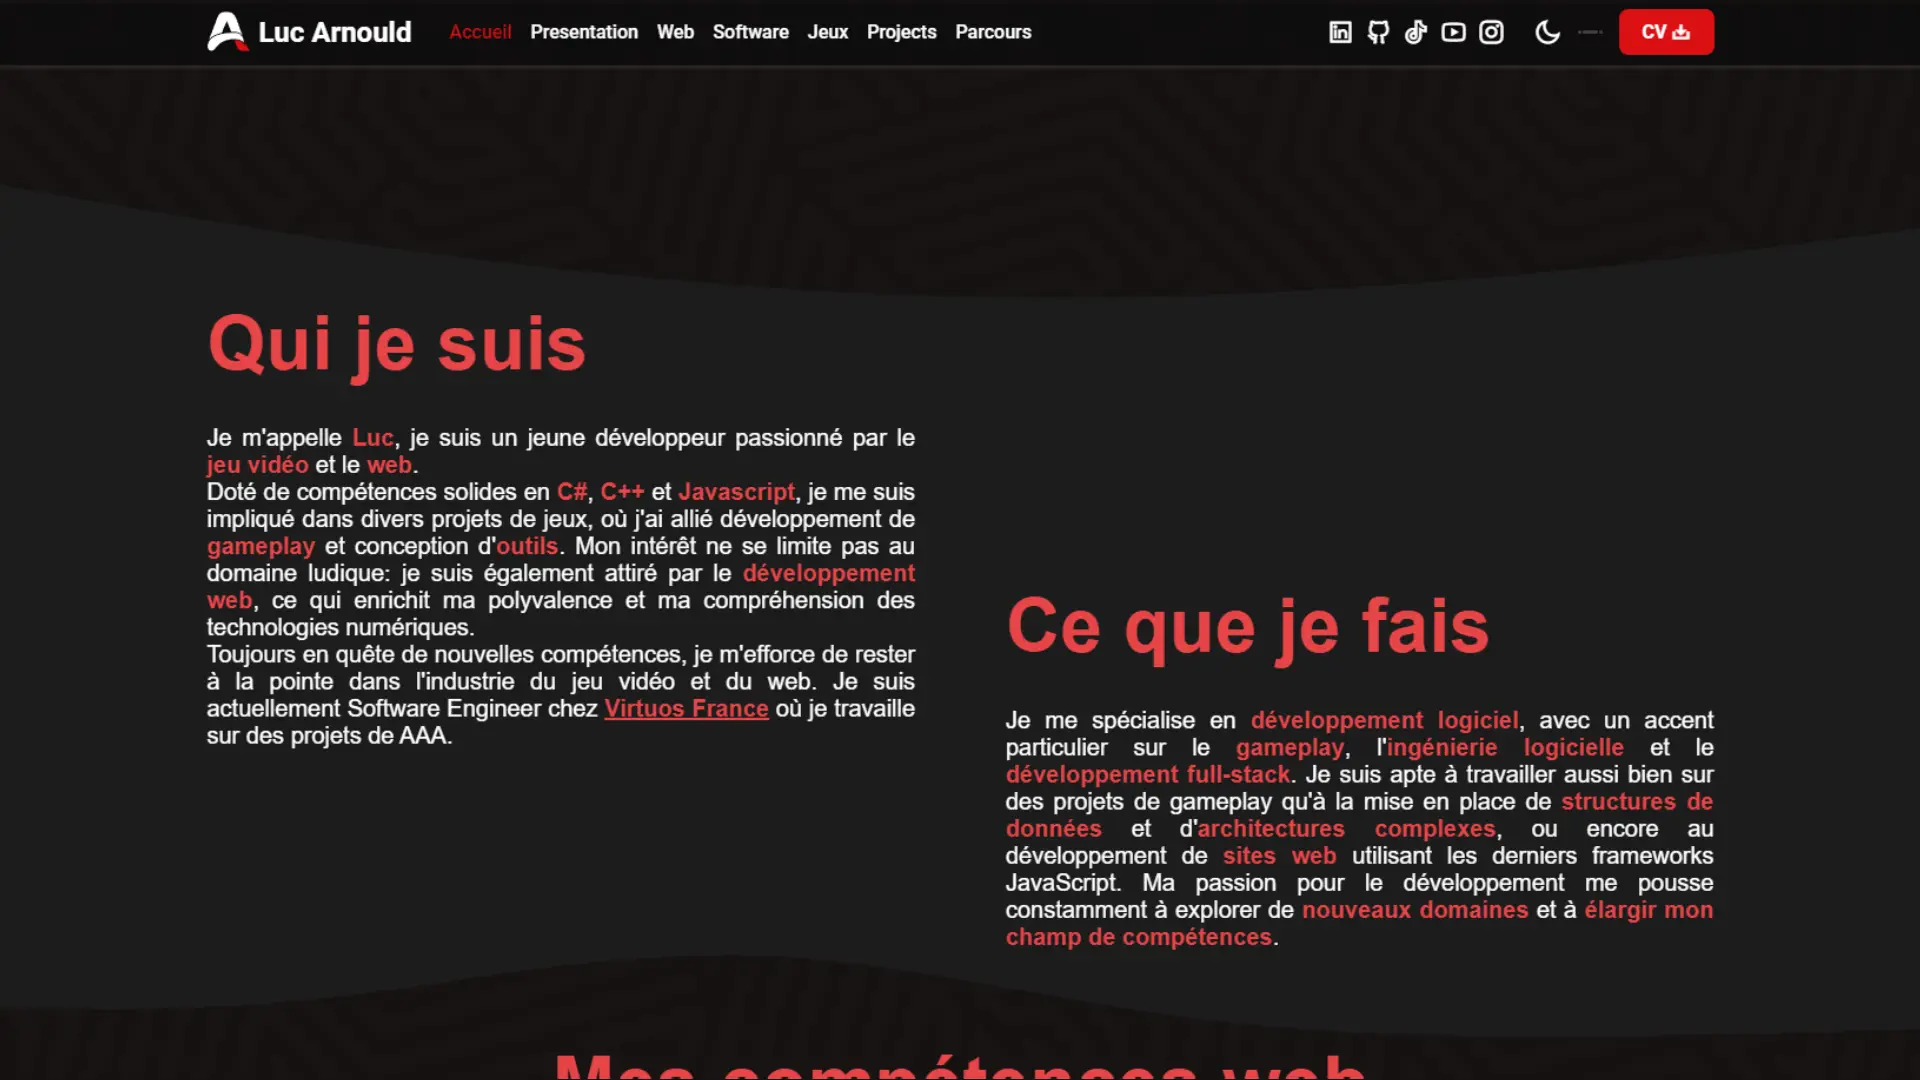 Luc Arnould
Accueil Presentation Web Software Jeux Projects Parcours
CV
Qui je suis
Je m'appelle Luc, je suis un jeune développeur passionné par le
jeu vidéo et le web.
Doté de compétences solides en C#, C++ et Javascript, je me suis
impliqué dans divers projets de jeux, où j'ai allié développement de
gameplay et conception d'outils. Mon intérêt ne se limite pas au
domaine ludique: je suis également attiré par le développement
web, ce qui enrichit ma polyvalence et ma compréhension des
technologies numériques.
Toujours en quête de nouvelles compétences, je m'efforce de rester
à la pointe dans l'industrie du jeu vidéo et du web. Je suis
actuellement Software Engineer chez Virtuos France où je travaille
sur des projets de AAA.
Ce que je fais
Je me spécialise en développement logiciel, avec un accent
particulier sur le gameplay, l'ingénierie logicielle et le
développement full-stack. Je suis apte à travailler aussi bien sur
des projets de gameplay qu'à la mise en place de structures de
données et d'architectures complexes, ou encore au
développement de sites web utilisant les derniers frameworks
JavaScript. Ma passion pour le développement me pousse
constamment à explorer de nouveaux domaines et à élargir mon
champ de compétences.
Mes compétences web